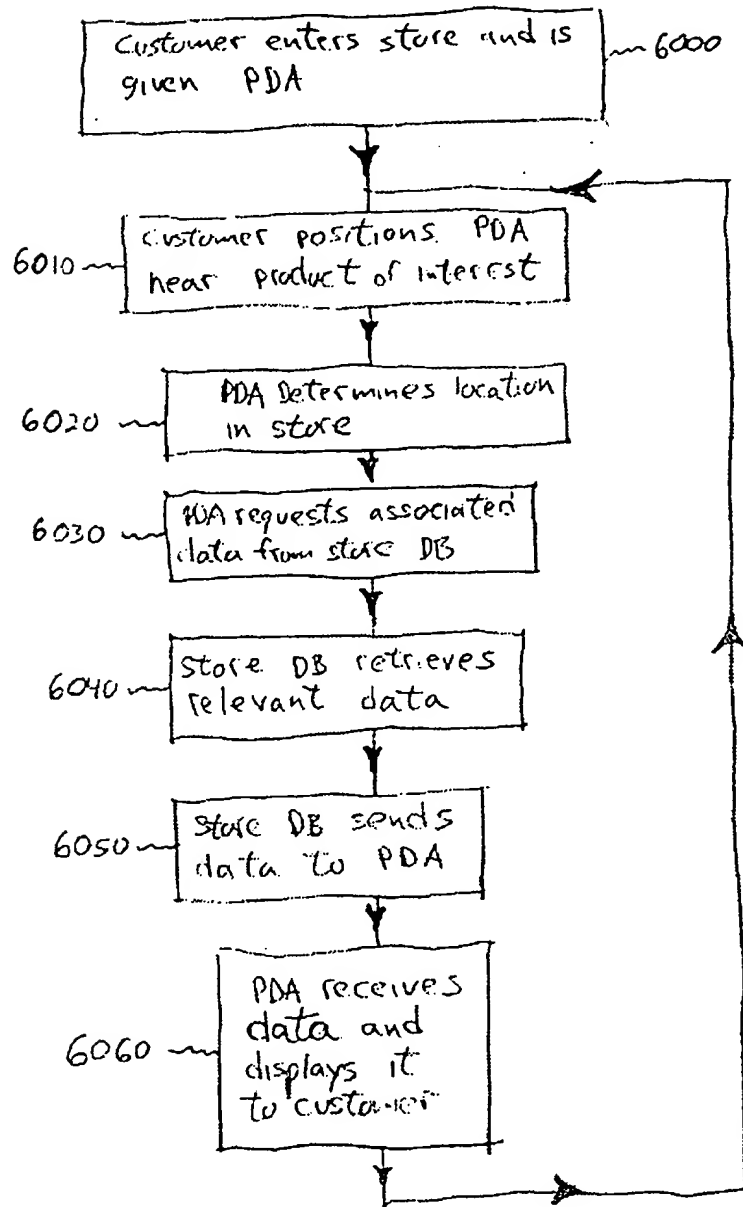 Customer enters store and is
given PDA
6000
6010
Customer positions PDA
near product of interest
6020
PDA Determines location
in store
6030
PDA requests associated
data from store DB
6040
store DB retrieves
relevant data
6050
store DB sends
data to PDA
6060
PDA receives
data and
displays it
to customer